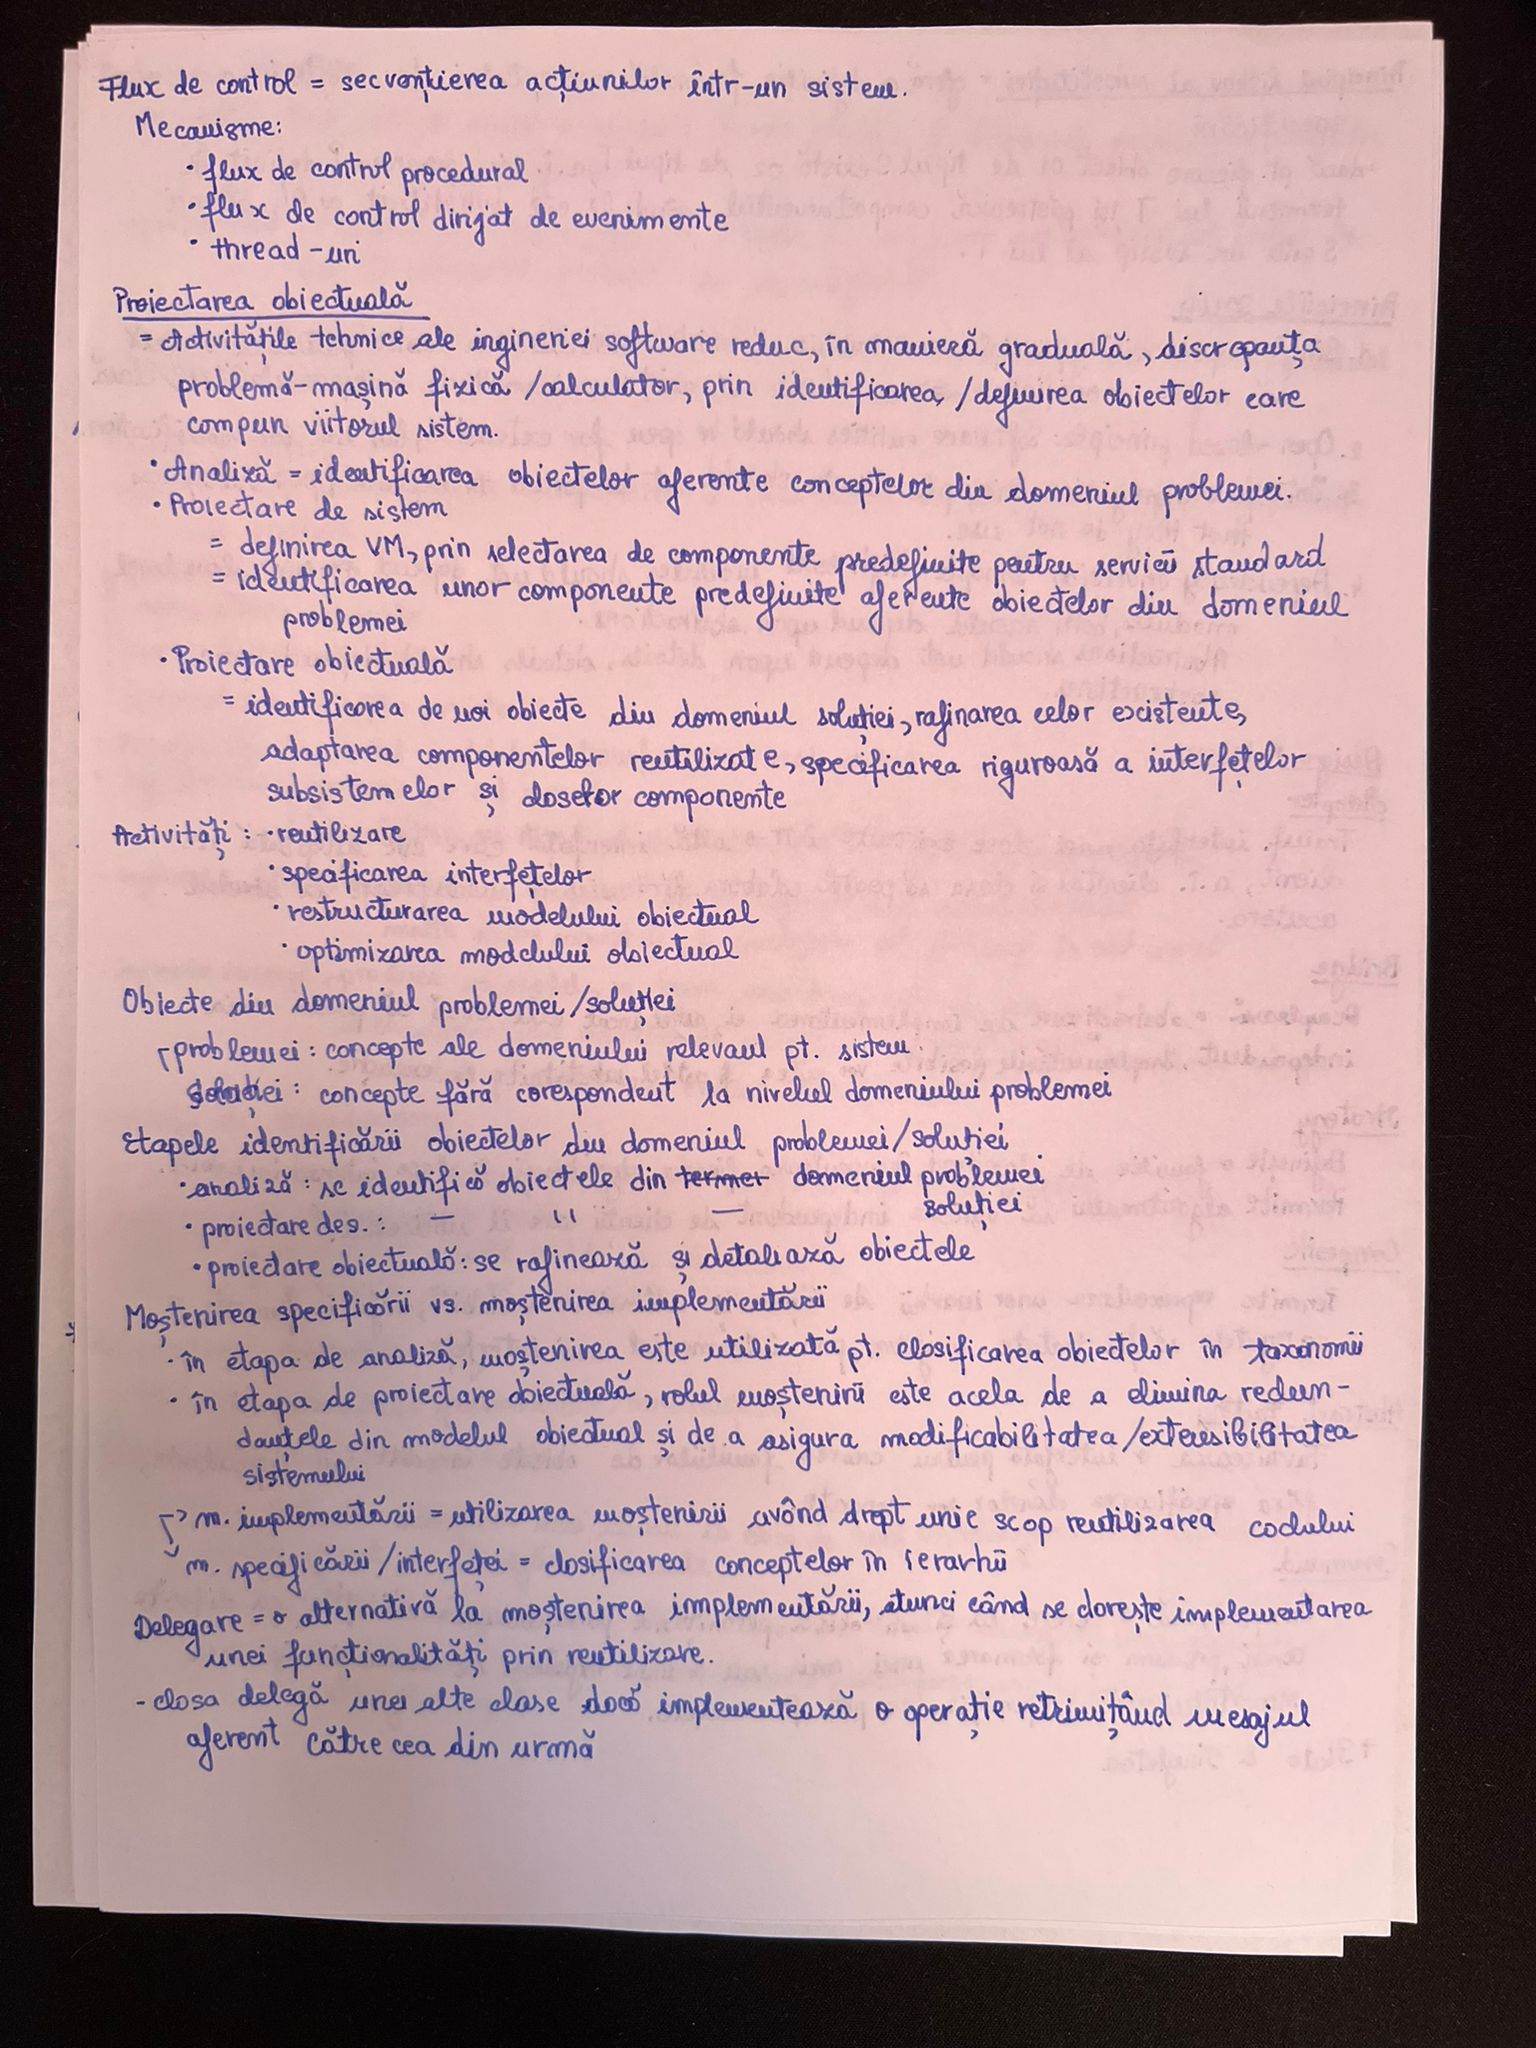 Flux de control = secvențierea acțiunilor într-un sistem.
Mecanisme:
• flux de control procedural
• flux de control dirijat de evenimente
• thread-uri
Proiectarea obiectuală
= Activitățile tehnice ale ingineriei software reduc, în manieră graduală, discrepanța
problemă-mașină fizică/calculator, prin identificarea/definirea obiectelor care
compun viitorul sistem.
• Analiză = identificarea obiectelor aferente conceptelor din domeniul problemei.
• Proiectare de sistem
= definirea VM, prin selectarea de componente predefinite pentru servicii standard
= identificarea unor componente predefinite aferente obiectelor din domeniul
problemei
• Proiectare obiectuală
= identificarea de noi obiecte din domeniul soluției, rafinarea celor existente,
adaptarea componentelor reutilizate, specificarea riguroasă a interfețelor
subsistemelor și claselor componente
Activități: • reutilizare
• specificarea interfețelor
• restructurarea modelului obiectual
• optimizarea modelului obiectual
Obiecte din domeniul problemei/soluției
problemei: concepte ale domeniului relevant pt. sistem
soluției: concepte fără corespondent la nivelul domeniului problemei
Etapele identificării obiectelor din domeniul problemei/soluției
• analiză: se identifică obiectele din termer domeniul problemei
• proiectare des.: — " — soluției
• proiectare obiectuală: se rafinează și detaliază obiectele
Moștenirea specificării vs. moștenirea implementării
• în etapa de analiză, moștenirea este utilizată pt. clasificarea obiectelor în taxonomii
• în etapa de proiectare obiectuală, rolul moștenirii este acela de a elimina redun-
danțele din modelul obiectual și de a asigura modificabilitatea/extensibilitatea
sistemului
m. implementării = utilizarea moștenirii având drept unic scop reutilizarea codului
m. specificării/interfeței = clasificarea conceptelor în ierarhii
Delegare = o alternativă la moștenirea implementării, atunci când se dorește implementarea
unei funcționalități prin reutilizare.
- clasa delegă unei alte clase dacă implementează o operație retrimițând mesajul
aferent către cea din urmă